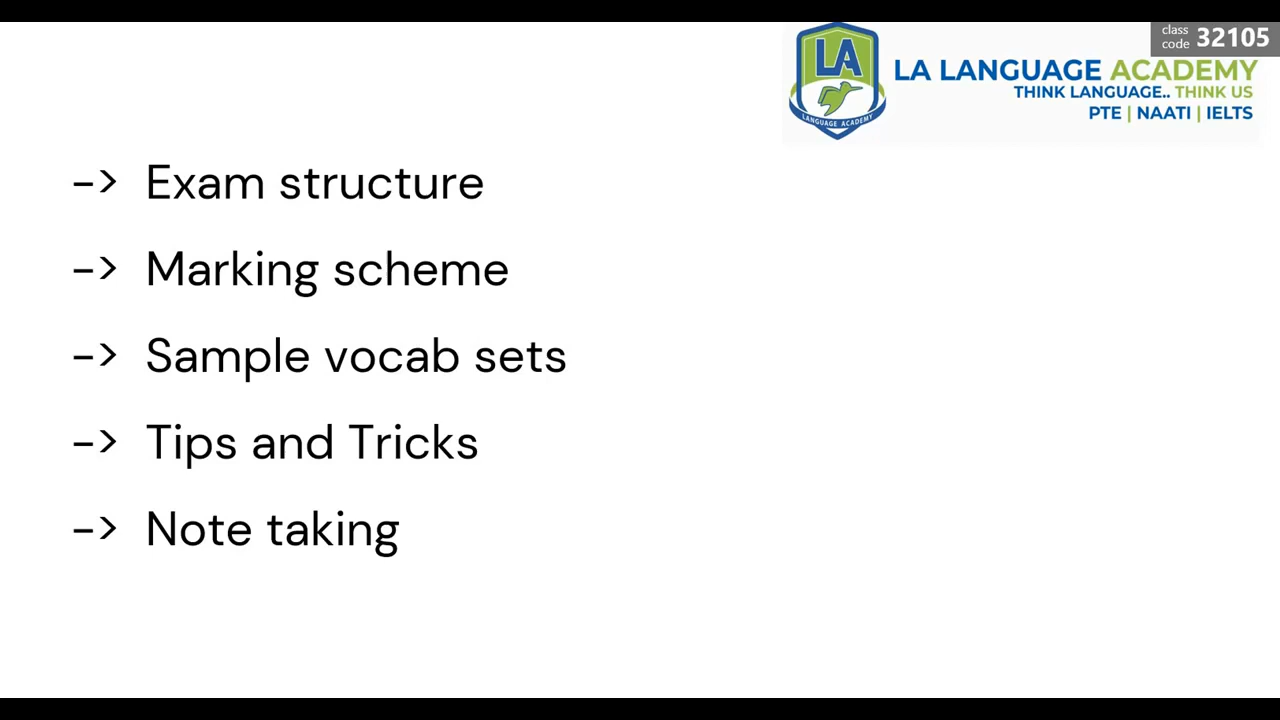 class
code 32105
LA
LANGUAGE ACADEMY
LA LANGUAGE ACADEMY
THINK LANGUAGE.. THINK US
PTE | NAATI | IELTS
-> Exam structure
-> Marking scheme
-> Sample vocab sets
-> Tips and Tricks
-> Note taking